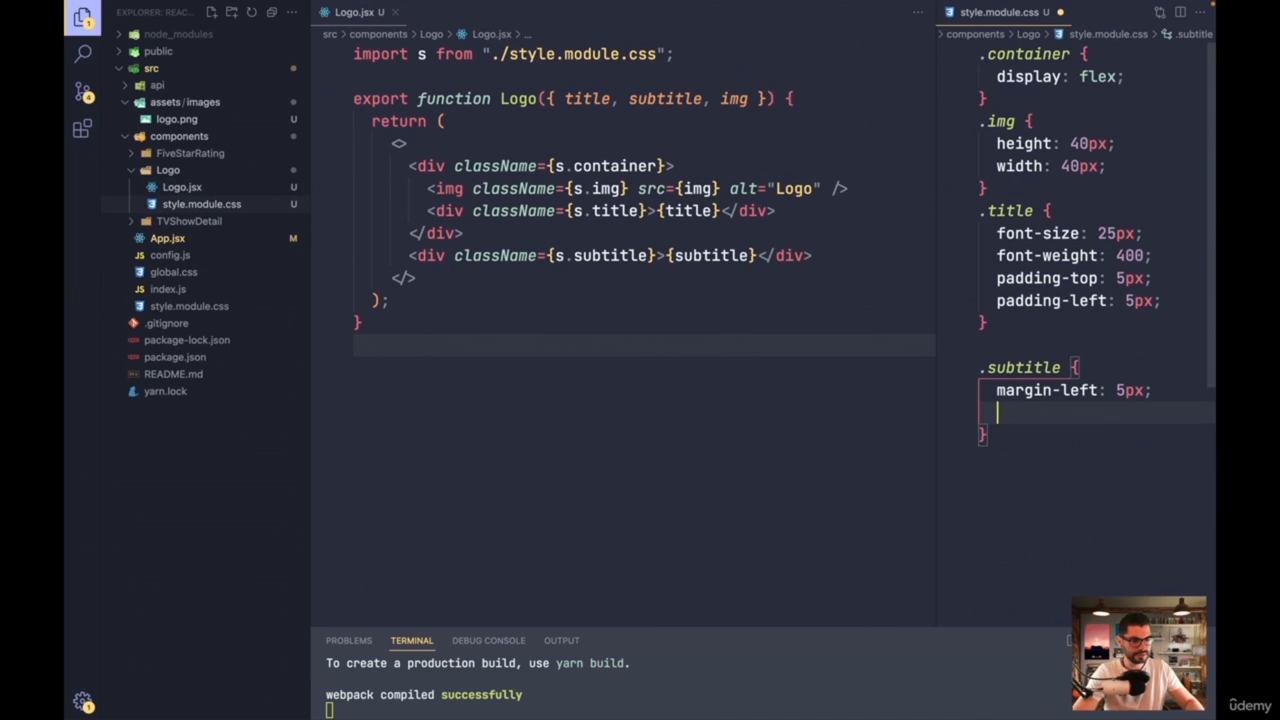 EXPLORER: REAC...
node_modules
public
src
api
assets/images
logo.png U
components
FiveStarRating
Logo
Logo.jsx U
style.module.css U
TVShowDetail
App.jsx M
config.js
global.css
index.js
style.module.css
.gitignore
package-lock.json
package.json
README.md
yarn.lock
1
4
1
Logo.jsx U
src > components > Logo > Logo.jsx > ...
import s from "./style.module.css";
export function Logo({ title, subtitle, img }) {
return (
<>
<div className={s.container}>
<img className={s.img} src={img} alt="Logo" />
<div className={s.title}>{title}</div>
</div>
<div className={s.subtitle}>{subtitle}</div>
</>
);
}
style.module.css U
components > Logo > style.module.css > .subtitle
.container {
display: flex;
}
.img {
height: 40px;
width: 40px;
}
.title {
font-size: 25px;
font-weight: 400;
padding-top: 5px;
padding-left: 5px;
}
.subtitle {
margin-left: 5px;
}
PROBLEMS TERMINAL DEBUG CONSOLE OUTPUT
To create a production build, use yarn build.
webpack compiled successfully
ûdemy